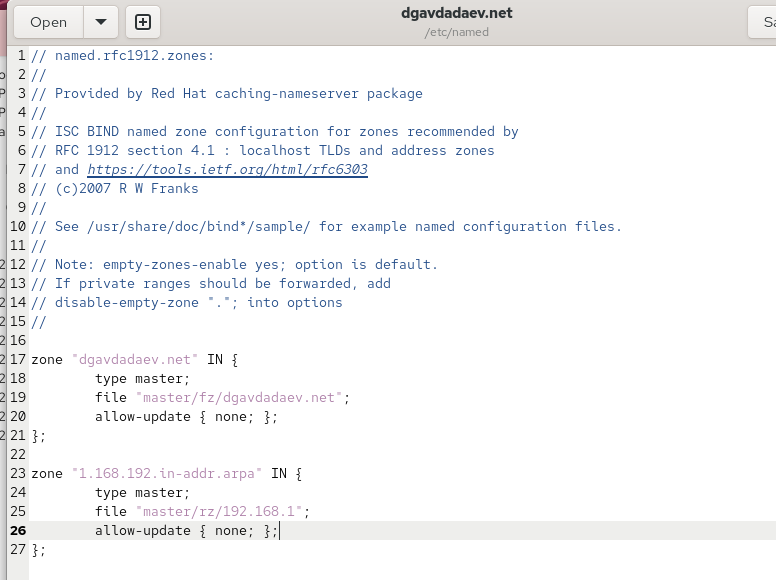 Open
dgavdadaev.net
/etc/named
1 // named.rfc1912.zones:
2 //
3 // Provided by Red Hat caching-nameserver package
4 //
5 // ISC BIND named zone configuration for zones recommended by
6 // RFC 1912 section 4.1 : localhost TLDs and address zones
7 // and https://tools.ietf.org/html/rfc6303
8 // (c)2007 R W Franks
9 //
10 // See /usr/share/doc/bind*/sample/ for example named configuration files.
11 //
12 // Note: empty-zones-enable yes; option is default.
13 // If private ranges should be forwarded, add
14 // disable-empty-zone "."; into options
15 //
16
17 zone "dgavdadaev.net" IN {
18         type master;
19         file "master/fz/dgavdadaev.net";
20         allow-update { none; };
21 };
22
23 zone "1.168.192.in-addr.arpa" IN {
24         type master;
25         file "master/rz/192.168.1";
26         allow-update { none; };
27 };